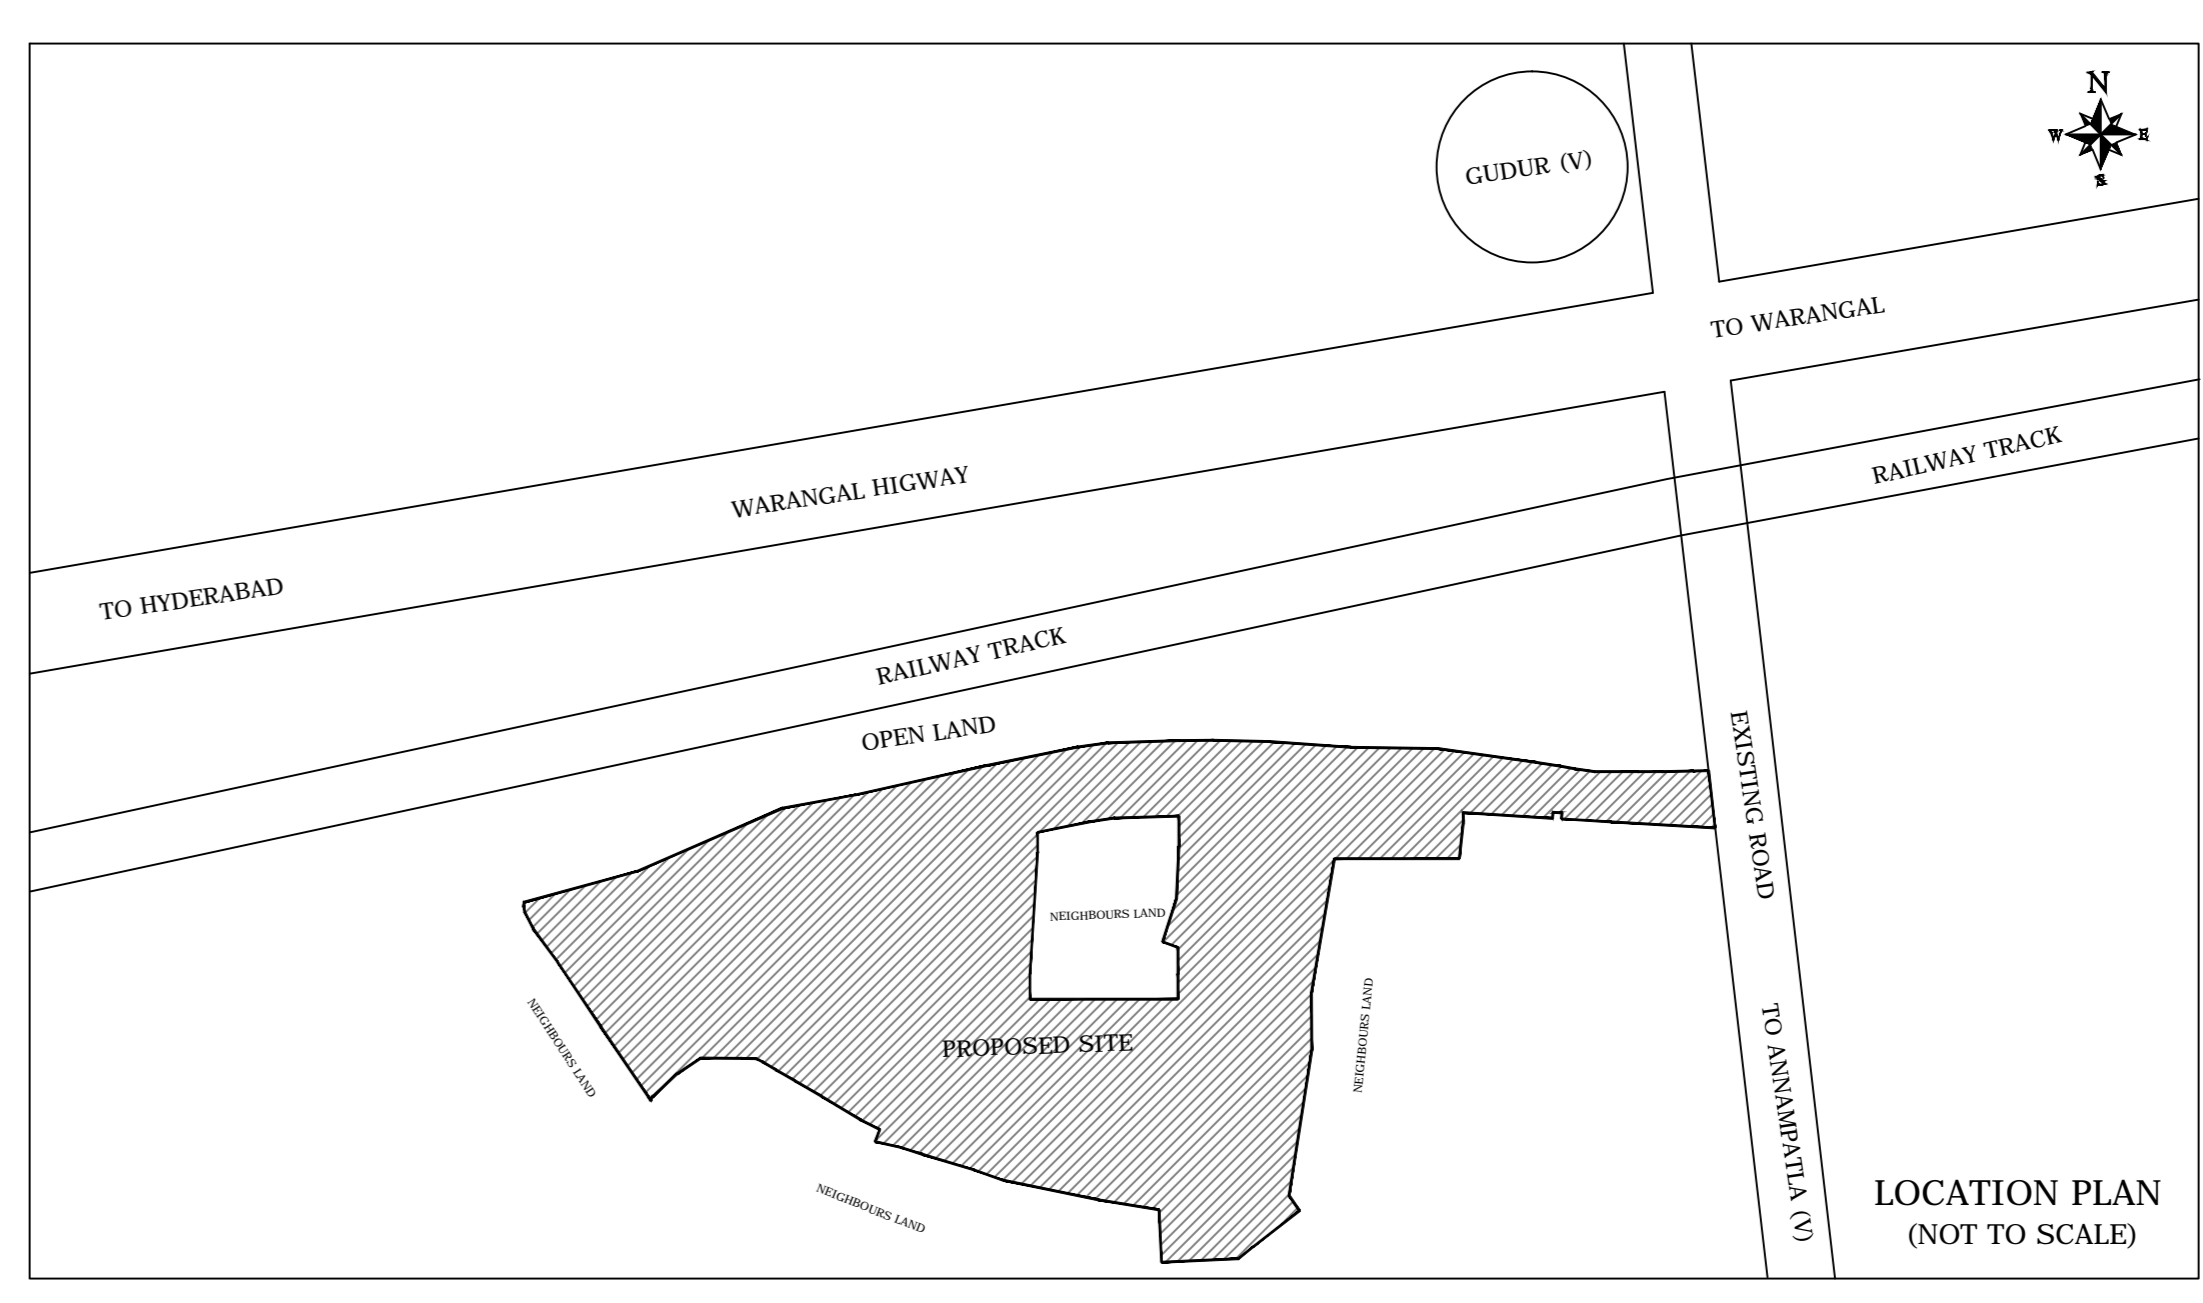 N
W
E
S
GUDUR (V)
TO WARANGAL
RAILWAY TRACK
WARANGAL HIGWAY
TO HYDERABAD
RAILWAY TRACK
OPEN LAND
EXISTING ROAD
NEIGHBOURS LAND
PROPOSED SITE
NEIGHBOURS LAND
NEIGHBOURS LAND
NEIGHBOURS LAND
TO ANNAMPATLA (V)
LOCATION PLAN
(NOT TO SCALE)